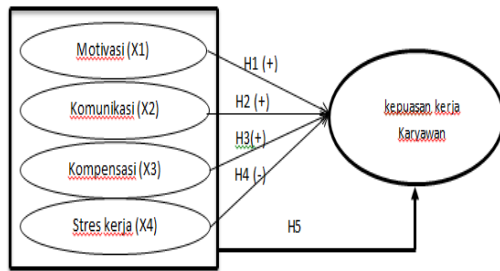 Motivasi (X1)
Komunikasi (X2)
Kompensasi (X3)
Stres kerja (X4)
H1 (+)
H2 (+)
H3(+)
H4 (-)
H5
kepuasan kerja
Karyawan